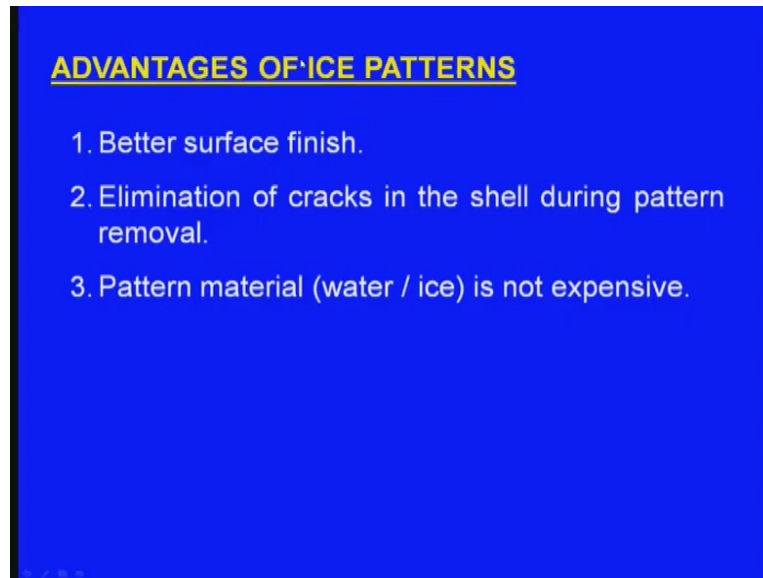 ADVANTAGES OF ICE PATTERNS
1. Better surface finish.
2. Elimination of cracks in the shell during pattern
removal.
3. Pattern material (water / ice) is not expensive.